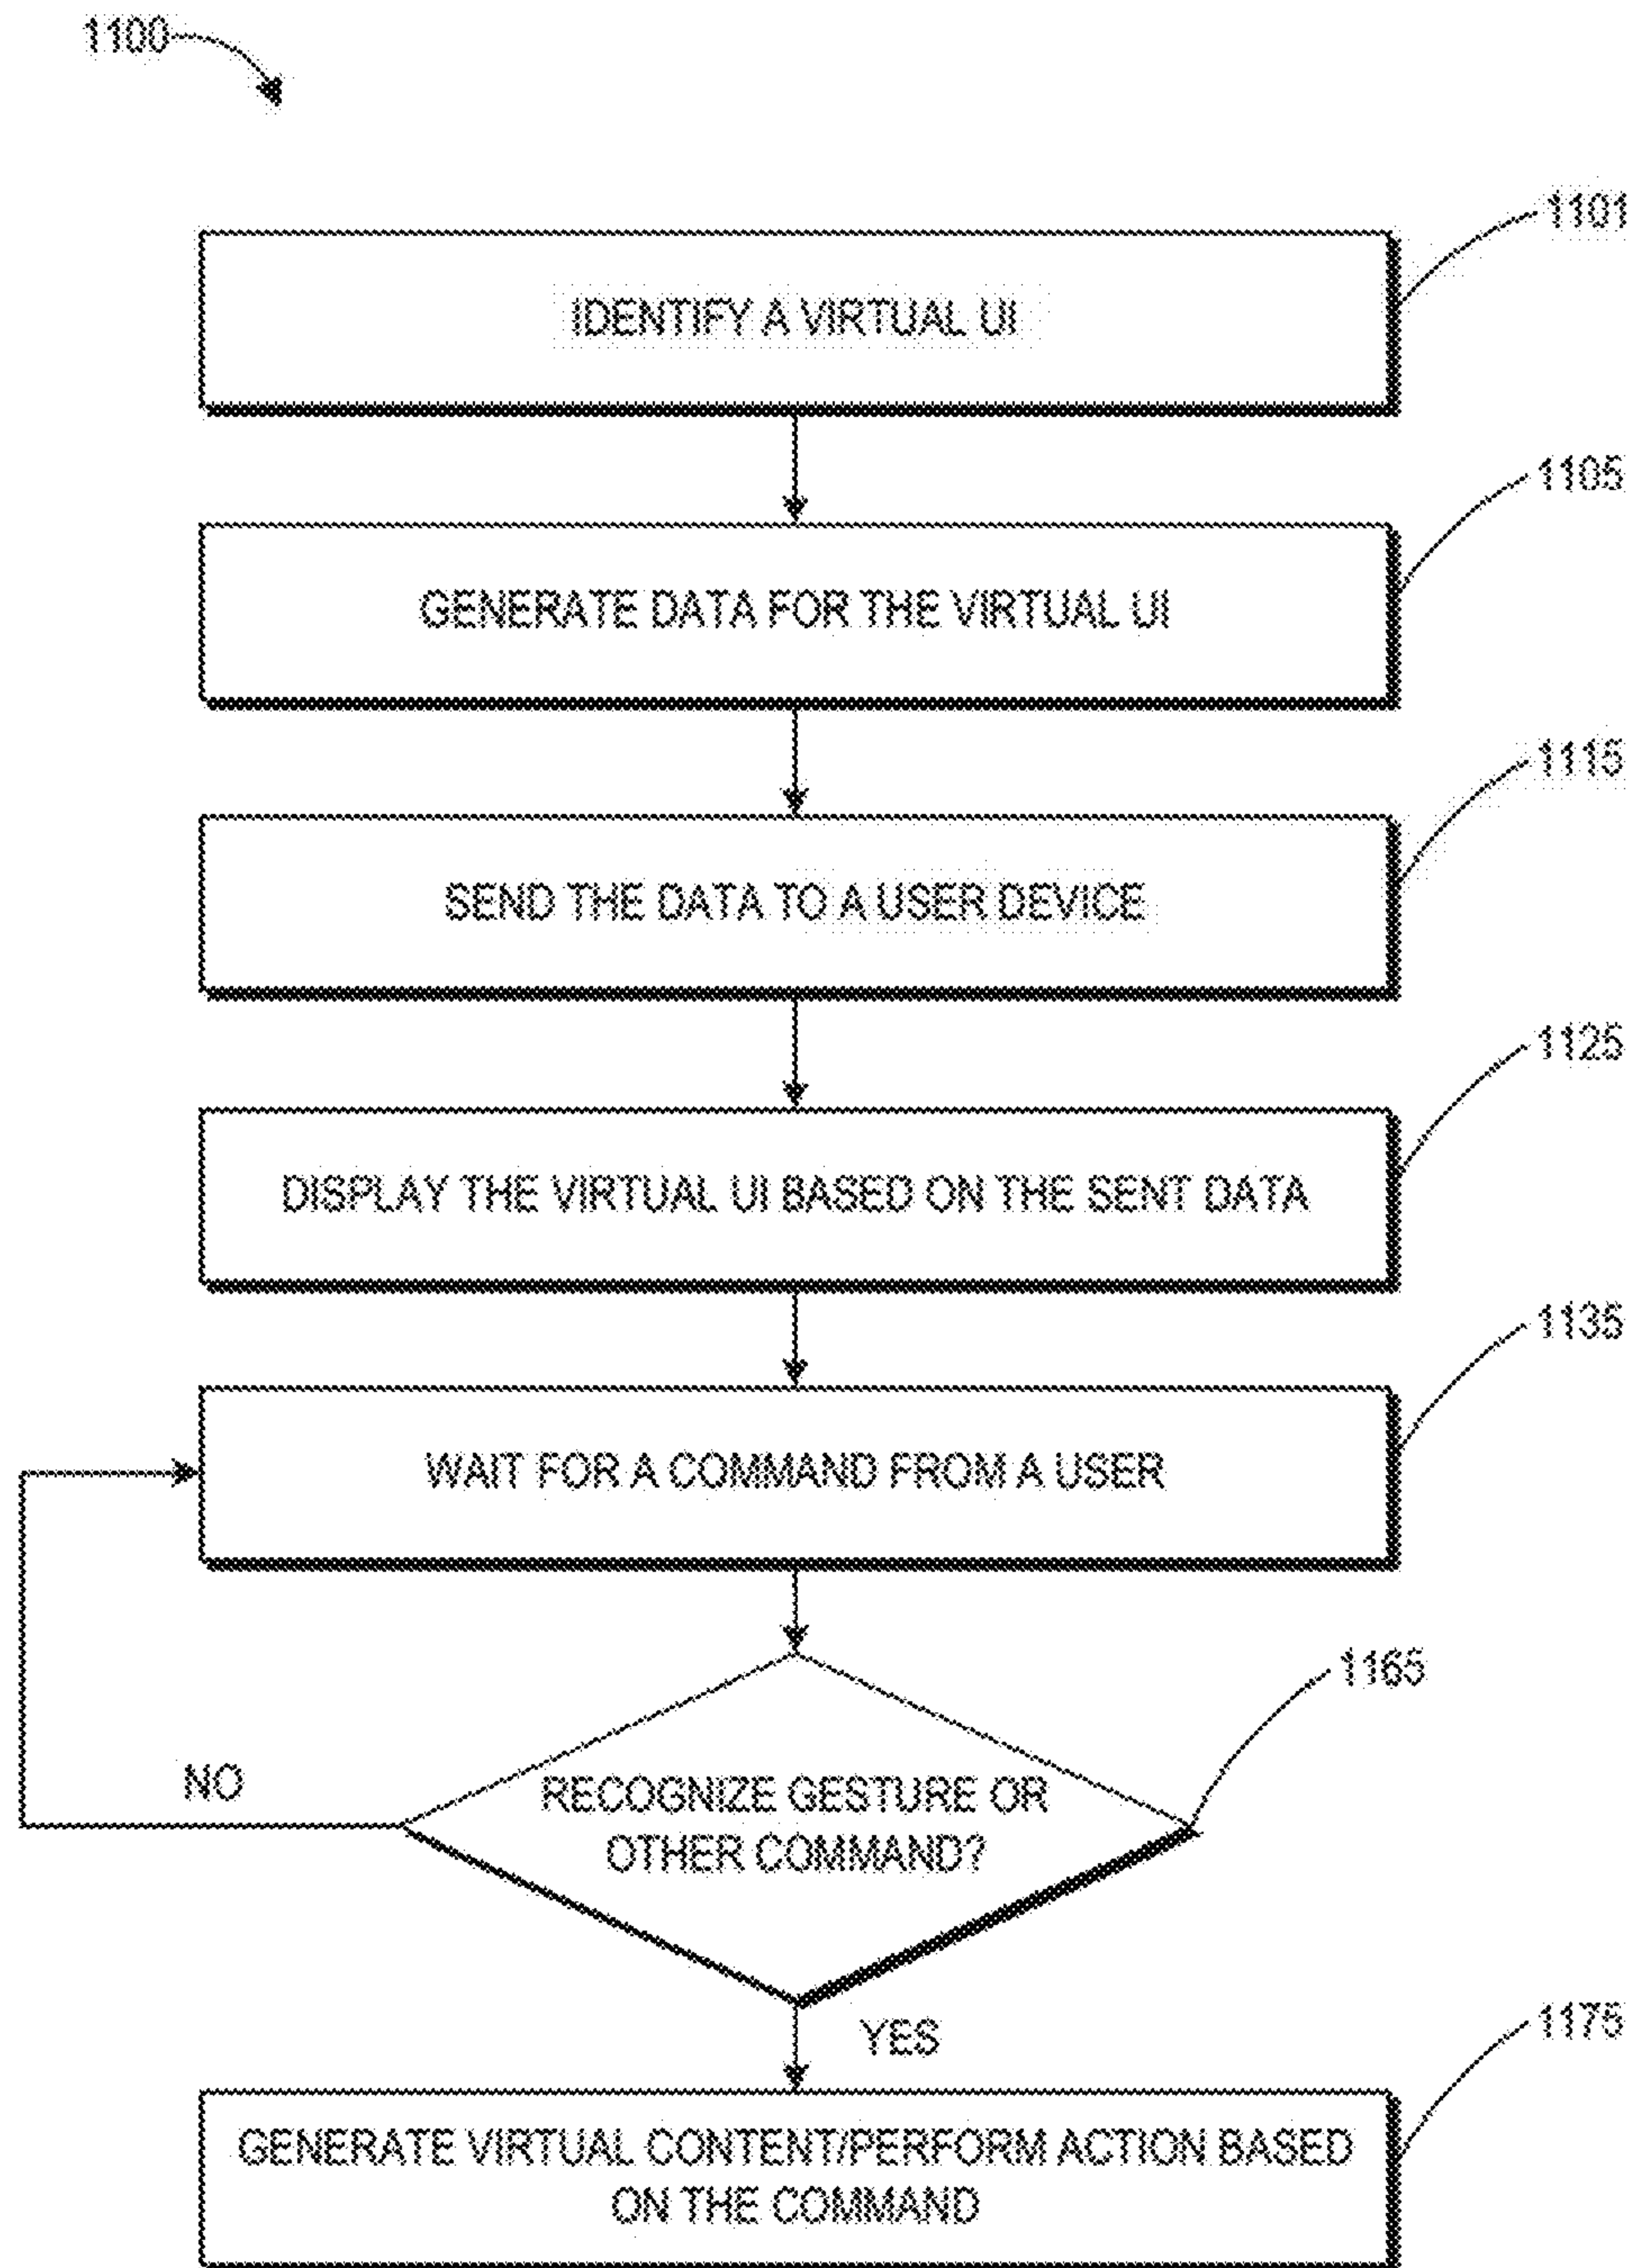 1100
1101
IDENTIFY A VIRTUAL UI
1105
GENERATE DATA FOR THE VIRTUAL UI
1115
SEND THE DATA TO A USER DEVICE
1125
DISPLAY THE VIRTUAL UI BASED ON THE SENT DATA
1135
WAIT FOR A COMMAND FROM A USER
1165
NO
RECOGNIZE GESTURE OR
OTHER COMMAND?
YES
1175
GENERATE VIRTUAL CONTENT/PERFORM ACTION BASED
ON THE COMMAND